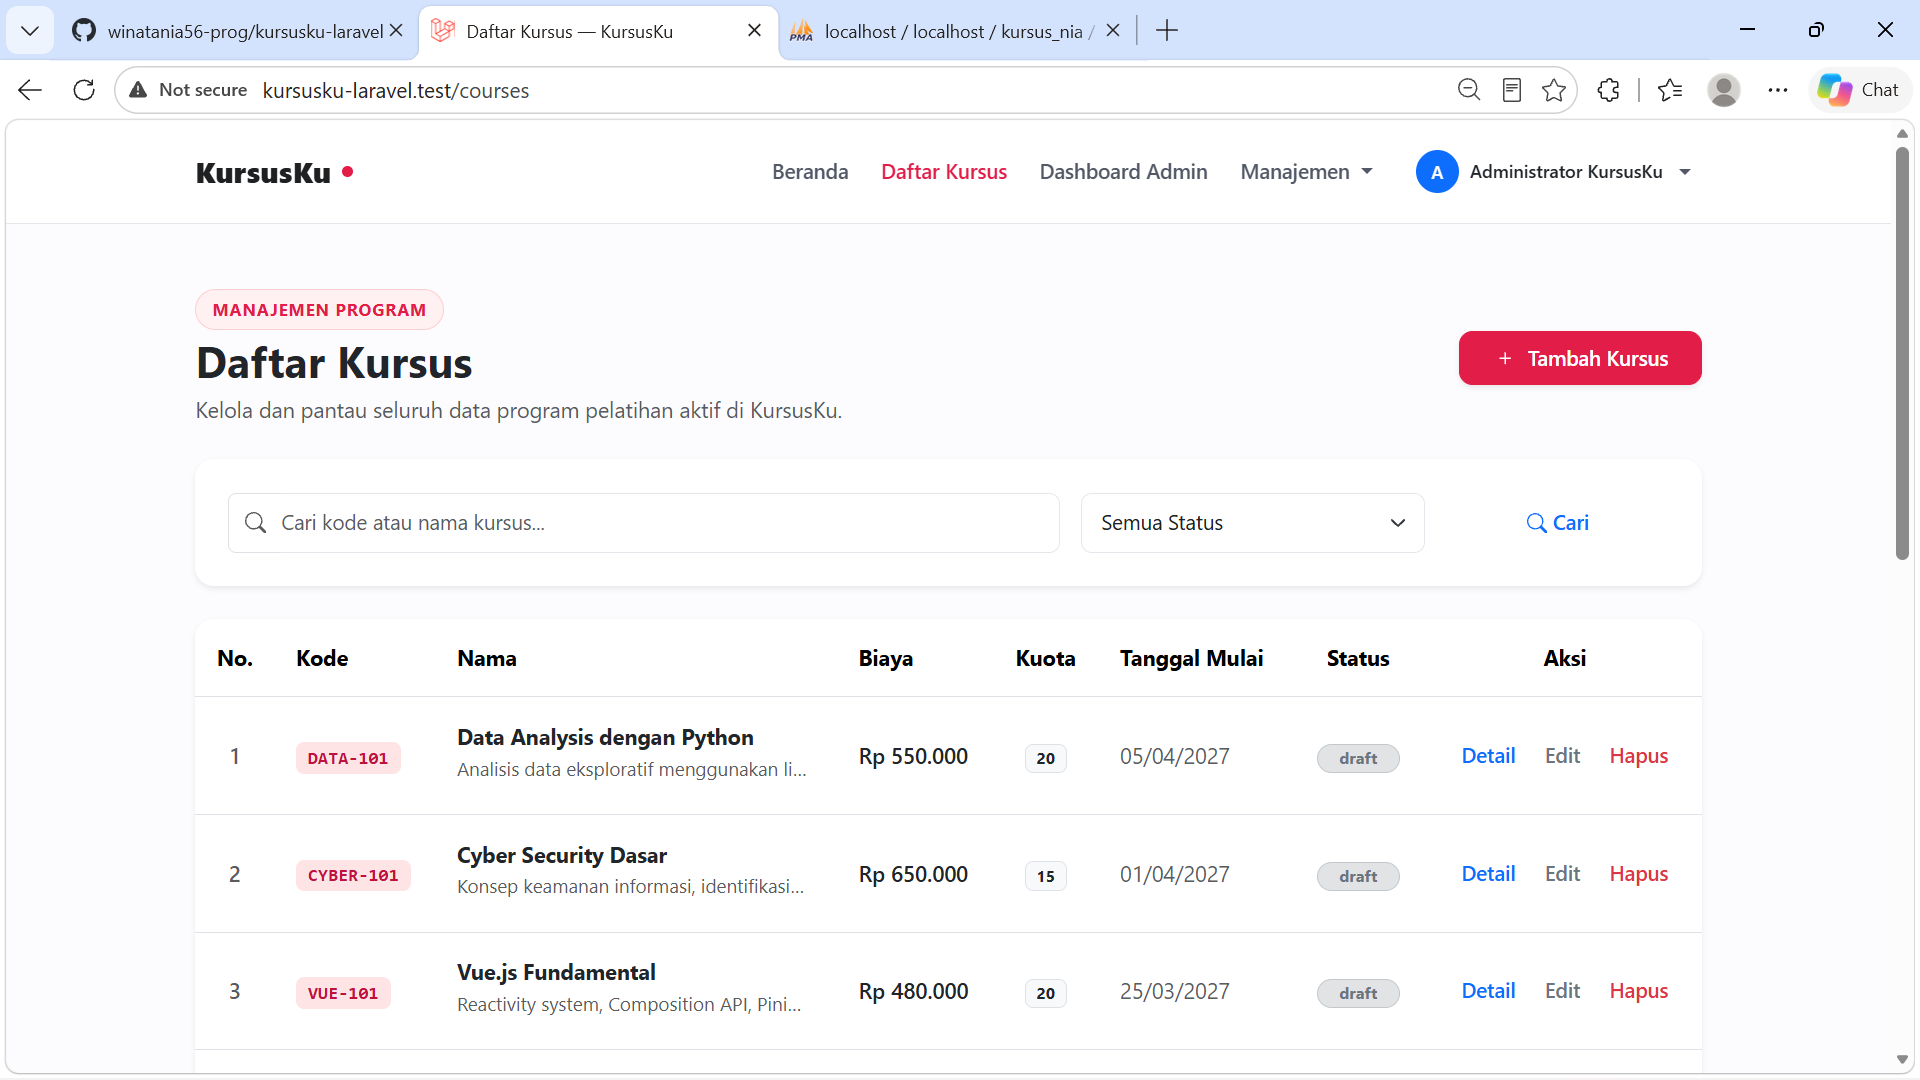 winatania56-prog/kursusku-laravel
Daftar Kursus — KursusKu
PMA localhost / localhost / kursus_nia /
Not secure kursusku-laravel.test/courses
Chat
KursusKu
Beranda Daftar Kursus Dashboard Admin Manajemen A Administrator KursusKu
MANAJEMEN PROGRAM
Daftar Kursus
+ Tambah Kursus
Kelola dan pantau seluruh data program pelatihan aktif di KursusKu.
Cari kode atau nama kursus... Semua Status Cari
No. Kode Nama Biaya Kuota Tanggal Mulai Status Aksi
1 DATA-101 Data Analysis dengan Python Rp 550.000 20 05/04/2027 draft Detail Edit Hapus
Analisis data eksploratif menggunakan li...
2 CYBER-101 Cyber Security Dasar Rp 650.000 15 01/04/2027 draft Detail Edit Hapus
Konsep keamanan informasi, identifikasi...
3 VUE-101 Vue.js Fundamental Rp 480.000 20 25/03/2027 draft Detail Edit Hapus
Reactivity system, Composition API, Pini...